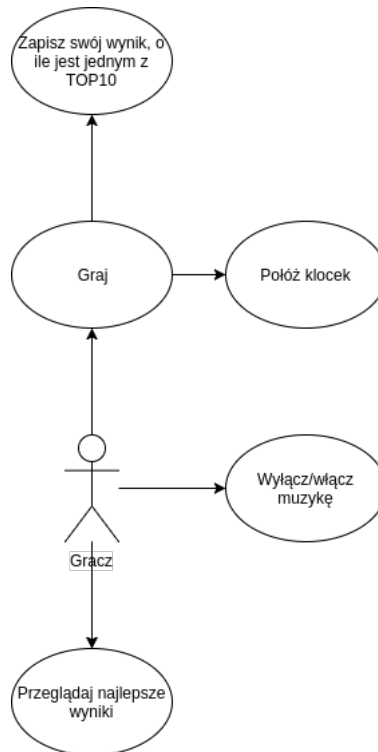 Zapisz swój wynik, o
ile jest jednym z
TOP10
Graj
Połóż klocek
Wyłącz/włącz
muzykę
Gracz
Przeglądaj najlepsze
wyniki